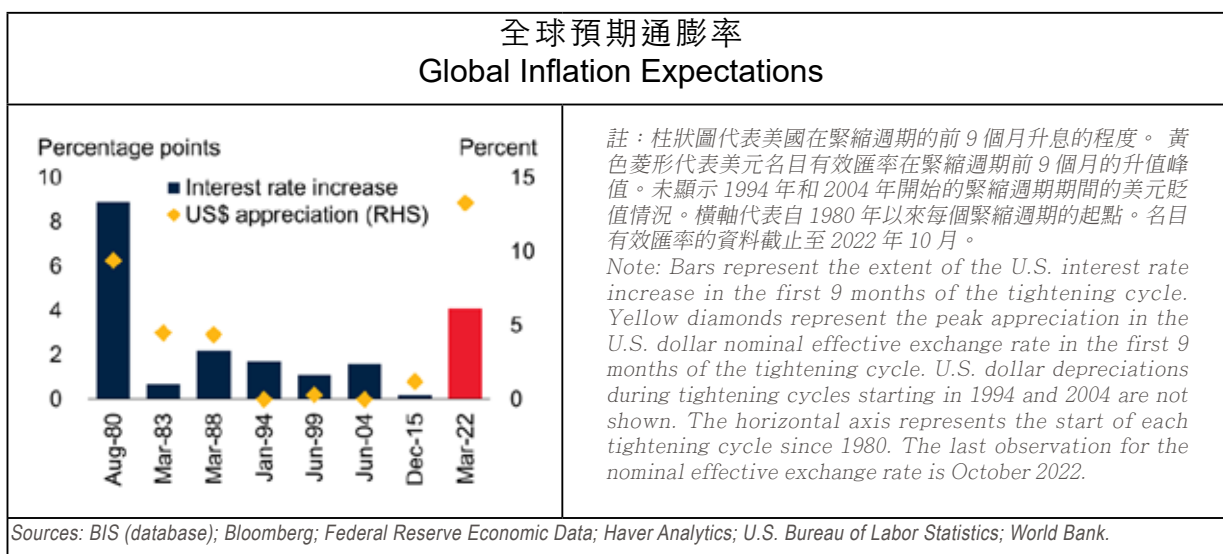 全球預期通膨率
Global Inflation Expectations
Percentage points
Percent
10
8
6
4
2
0
15
10
5
0
Interest rate increase
US$ appreciation (RHS)
Aug-80
Mar-83
Mar-88
Jan-94
Jun-99
Jun-04
Dec-15
Mar-22
註：柱狀圖代表美國在緊縮週期的前 9 個月升息的程度。 黃
色菱形代表美元名目有效匯率在緊縮週期前 9 個月的升值峰
值。未顯示 1994 年和 2004 年開始的緊縮週期期間的美元貶
值情況。橫軸代表自 1980 年以來每個緊縮週期的起點。名目
有效匯率的資料截止至 2022 年 10 月。
Note: Bars represent the extent of the U.S. interest rate
increase in the first 9 months of the tightening cycle.
Yellow diamonds represent the peak appreciation in the
U.S. dollar nominal effective exchange rate in the first 9
months of the tightening cycle. U.S. dollar depreciations
during tightening cycles starting in 1994 and 2004 are not
shown. The horizontal axis represents the start of each
tightening cycle since 1980. The last observation for the
nominal effective exchange rate is October 2022.
Sources: BIS (database); Bloomberg; Federal Reserve Economic Data; Haver Analytics; U.S. Bureau of Labor Statistics; World Bank.